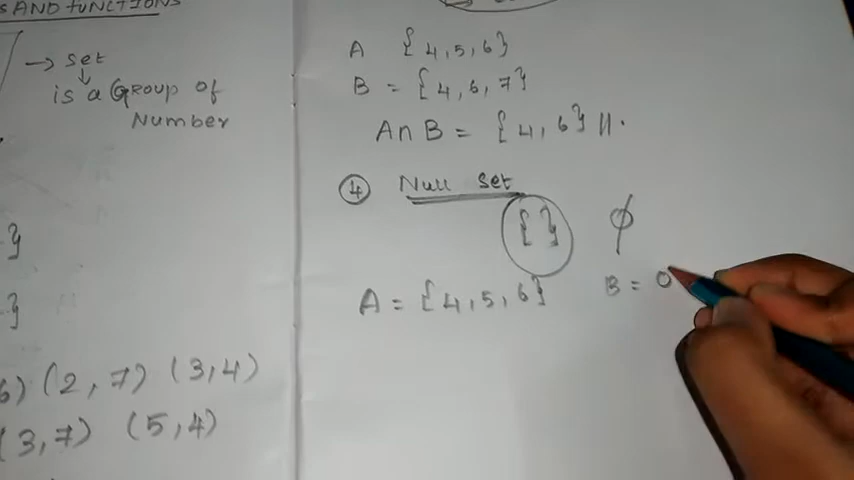 S AND FUNCTIONS
→ set
↓
is a Group of
Number
}
}
6) (2, 7) (3,4)
(3,7) (5,4)
A {4,5,6}
B = {4,6,7}
A∩B = {4,6} ||.
④ Null set
{ } ϕ
A = {4,5,6} B = 0